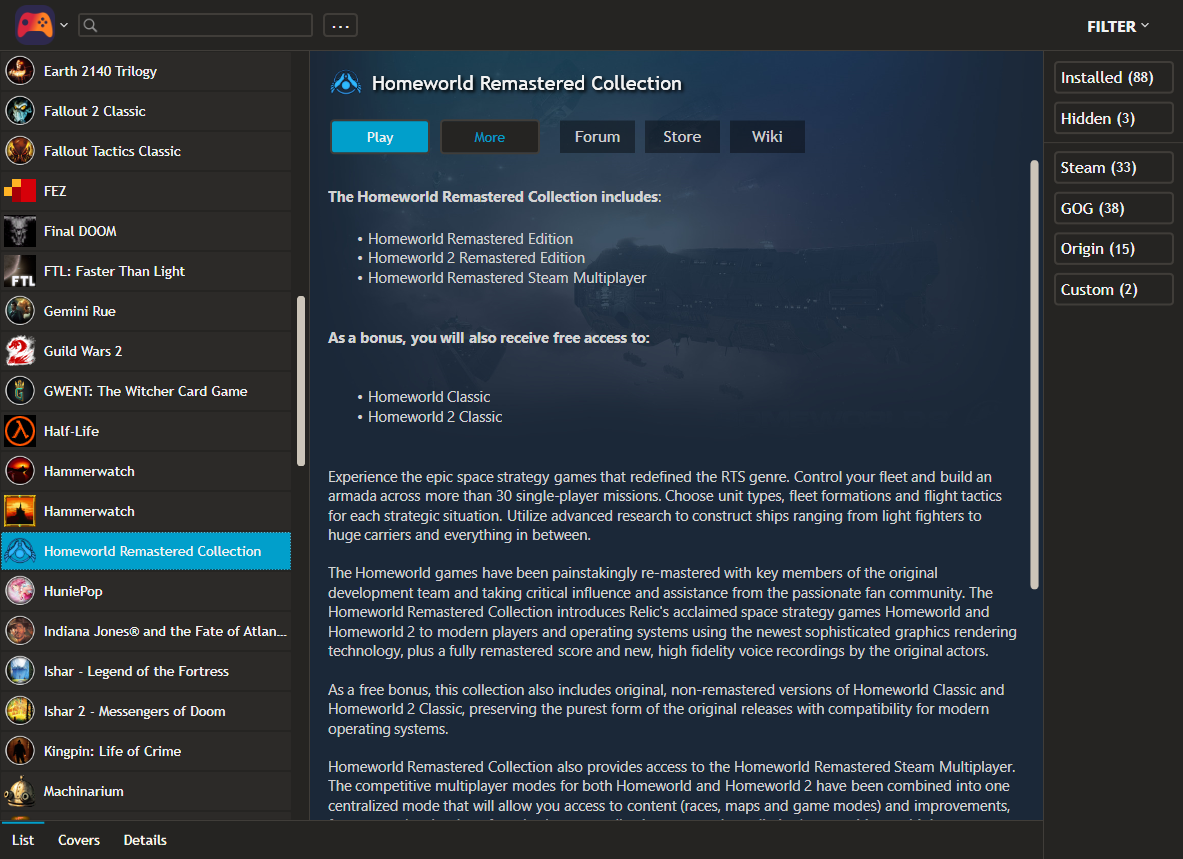 ...
FILTER
Earth 2140 Trilogy
Fallout 2 Classic
Fallout Tactics Classic
FEZ
Final DOOM
FTL
FTL: Faster Than Light
Gemini Rue
Guild Wars 2
GWENT: The Witcher Card Game
Half-Life
Hammerwatch
Hammerwatch
Homeworld Remastered Collection
HuniePop
Indiana Jones® and the Fate of Atlan...
Ishar - Legend of the Fortress
Ishar 2 - Messengers of Doom
Kingpin: Life of Crime
Machinarium
List Covers Details
Homeworld Remastered Collection
Play More Forum Store Wiki
The Homeworld Remastered Collection includes:
• Homeworld Remastered Edition
• Homeworld 2 Remastered Edition
• Homeworld Remastered Steam Multiplayer
As a bonus, you will also receive free access to:
• Homeworld Classic
• Homeworld 2 Classic
Experience the epic space strategy games that redefined the RTS genre. Control your fleet and build an
armada across more than 30 single-player missions. Choose unit types, fleet formations and flight tactics
for each strategic situation. Utilize advanced research to construct ships ranging from light fighters to
huge carriers and everything in between.
The Homeworld games have been painstakingly re-mastered with key members of the original
development team and taking critical influence and assistance from the passionate fan community. The
Homeworld Remastered Collection introduces Relic's acclaimed space strategy games Homeworld and
Homeworld 2 to modern players and operating systems using the newest sophisticated graphics rendering
technology, plus a fully remastered score and new, high fidelity voice recordings by the original actors.
As a free bonus, this collection also includes original, non-remastered versions of Homeworld Classic and
Homeworld 2 Classic, preserving the purest form of the original releases with compatibility for modern
operating systems.
Homeworld Remastered Collection also provides access to the Homeworld Remastered Steam Multiplayer.
The competitive multiplayer modes for both Homeworld and Homeworld 2 have been combined into one
centralized mode that will allow you access to content (races, maps and game modes) and improvements,
Installed (88)
Hidden (3)
Steam (33)
GOG (38)
Origin (15)
Custom (2)